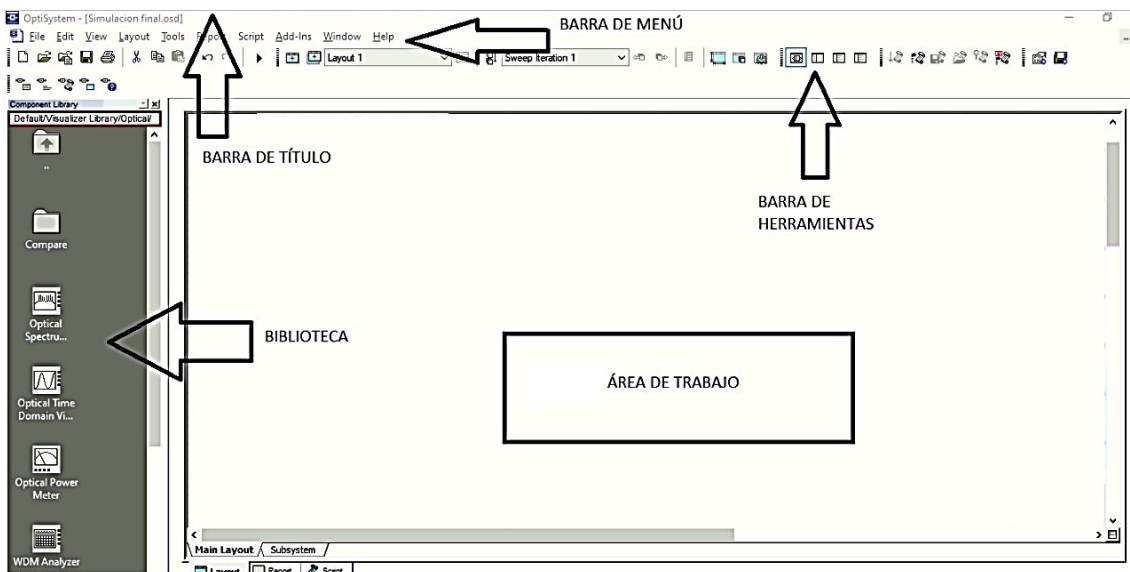 OptiSystem - [Simulacion final.osd]
BARRA DE MENÚ
File Edit View Layout Tools Report Script Add-Ins Window Help
Layout 1
Sweep Iteration 1
Component Library
Default/Visualizer Library/Optical/
..
BARRA DE TÍTULO
BARRA DE
HERRAMIENTAS
Compare
Optical
Spectru...
BIBLIOTECA
ÁREA DE TRABAJO
Optical Time
Domain Vi...
Optical Power
Meter
WDM Analyzer
Main Layout
Subsystem
Layout
Report
Script